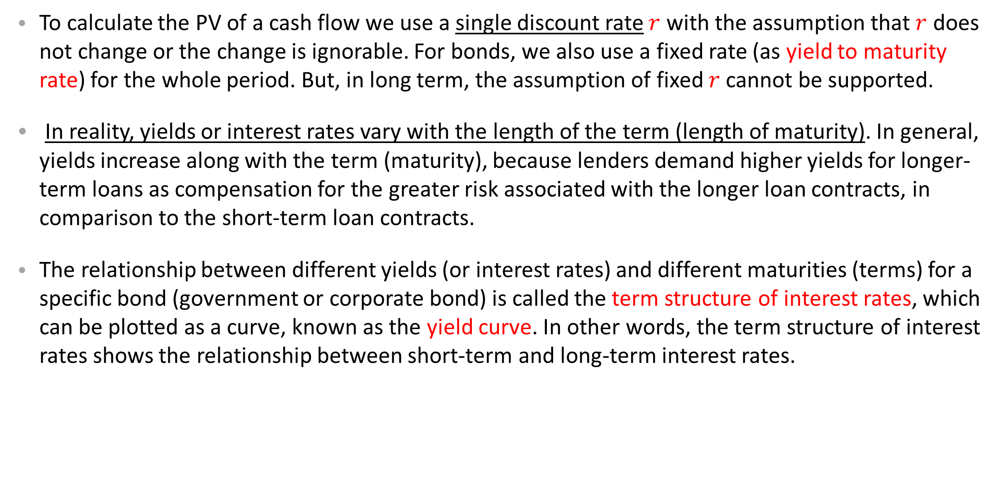 • To calculate the PV of a cash flow we use a single discount rate r with the assumption that r does
not change or the change is ignorable. For bonds, we also use a fixed rate (as yield to maturity
rate) for the whole period. But, in long term, the assumption of fixed r cannot be supported.
• In reality, yields or interest rates vary with the length of the term (length of maturity). In general,
yields increase along with the term (maturity), because lenders demand higher yields for longer-
term loans as compensation for the greater risk associated with the longer loan contracts, in
comparison to the short-term loan contracts.
• The relationship between different yields (or interest rates) and different maturities (terms) for a
specific bond (government or corporate bond) is called the term structure of interest rates, which
can be plotted as a curve, known as the yield curve. In other words, the term structure of interest
rates shows the relationship between short-term and long-term interest rates.